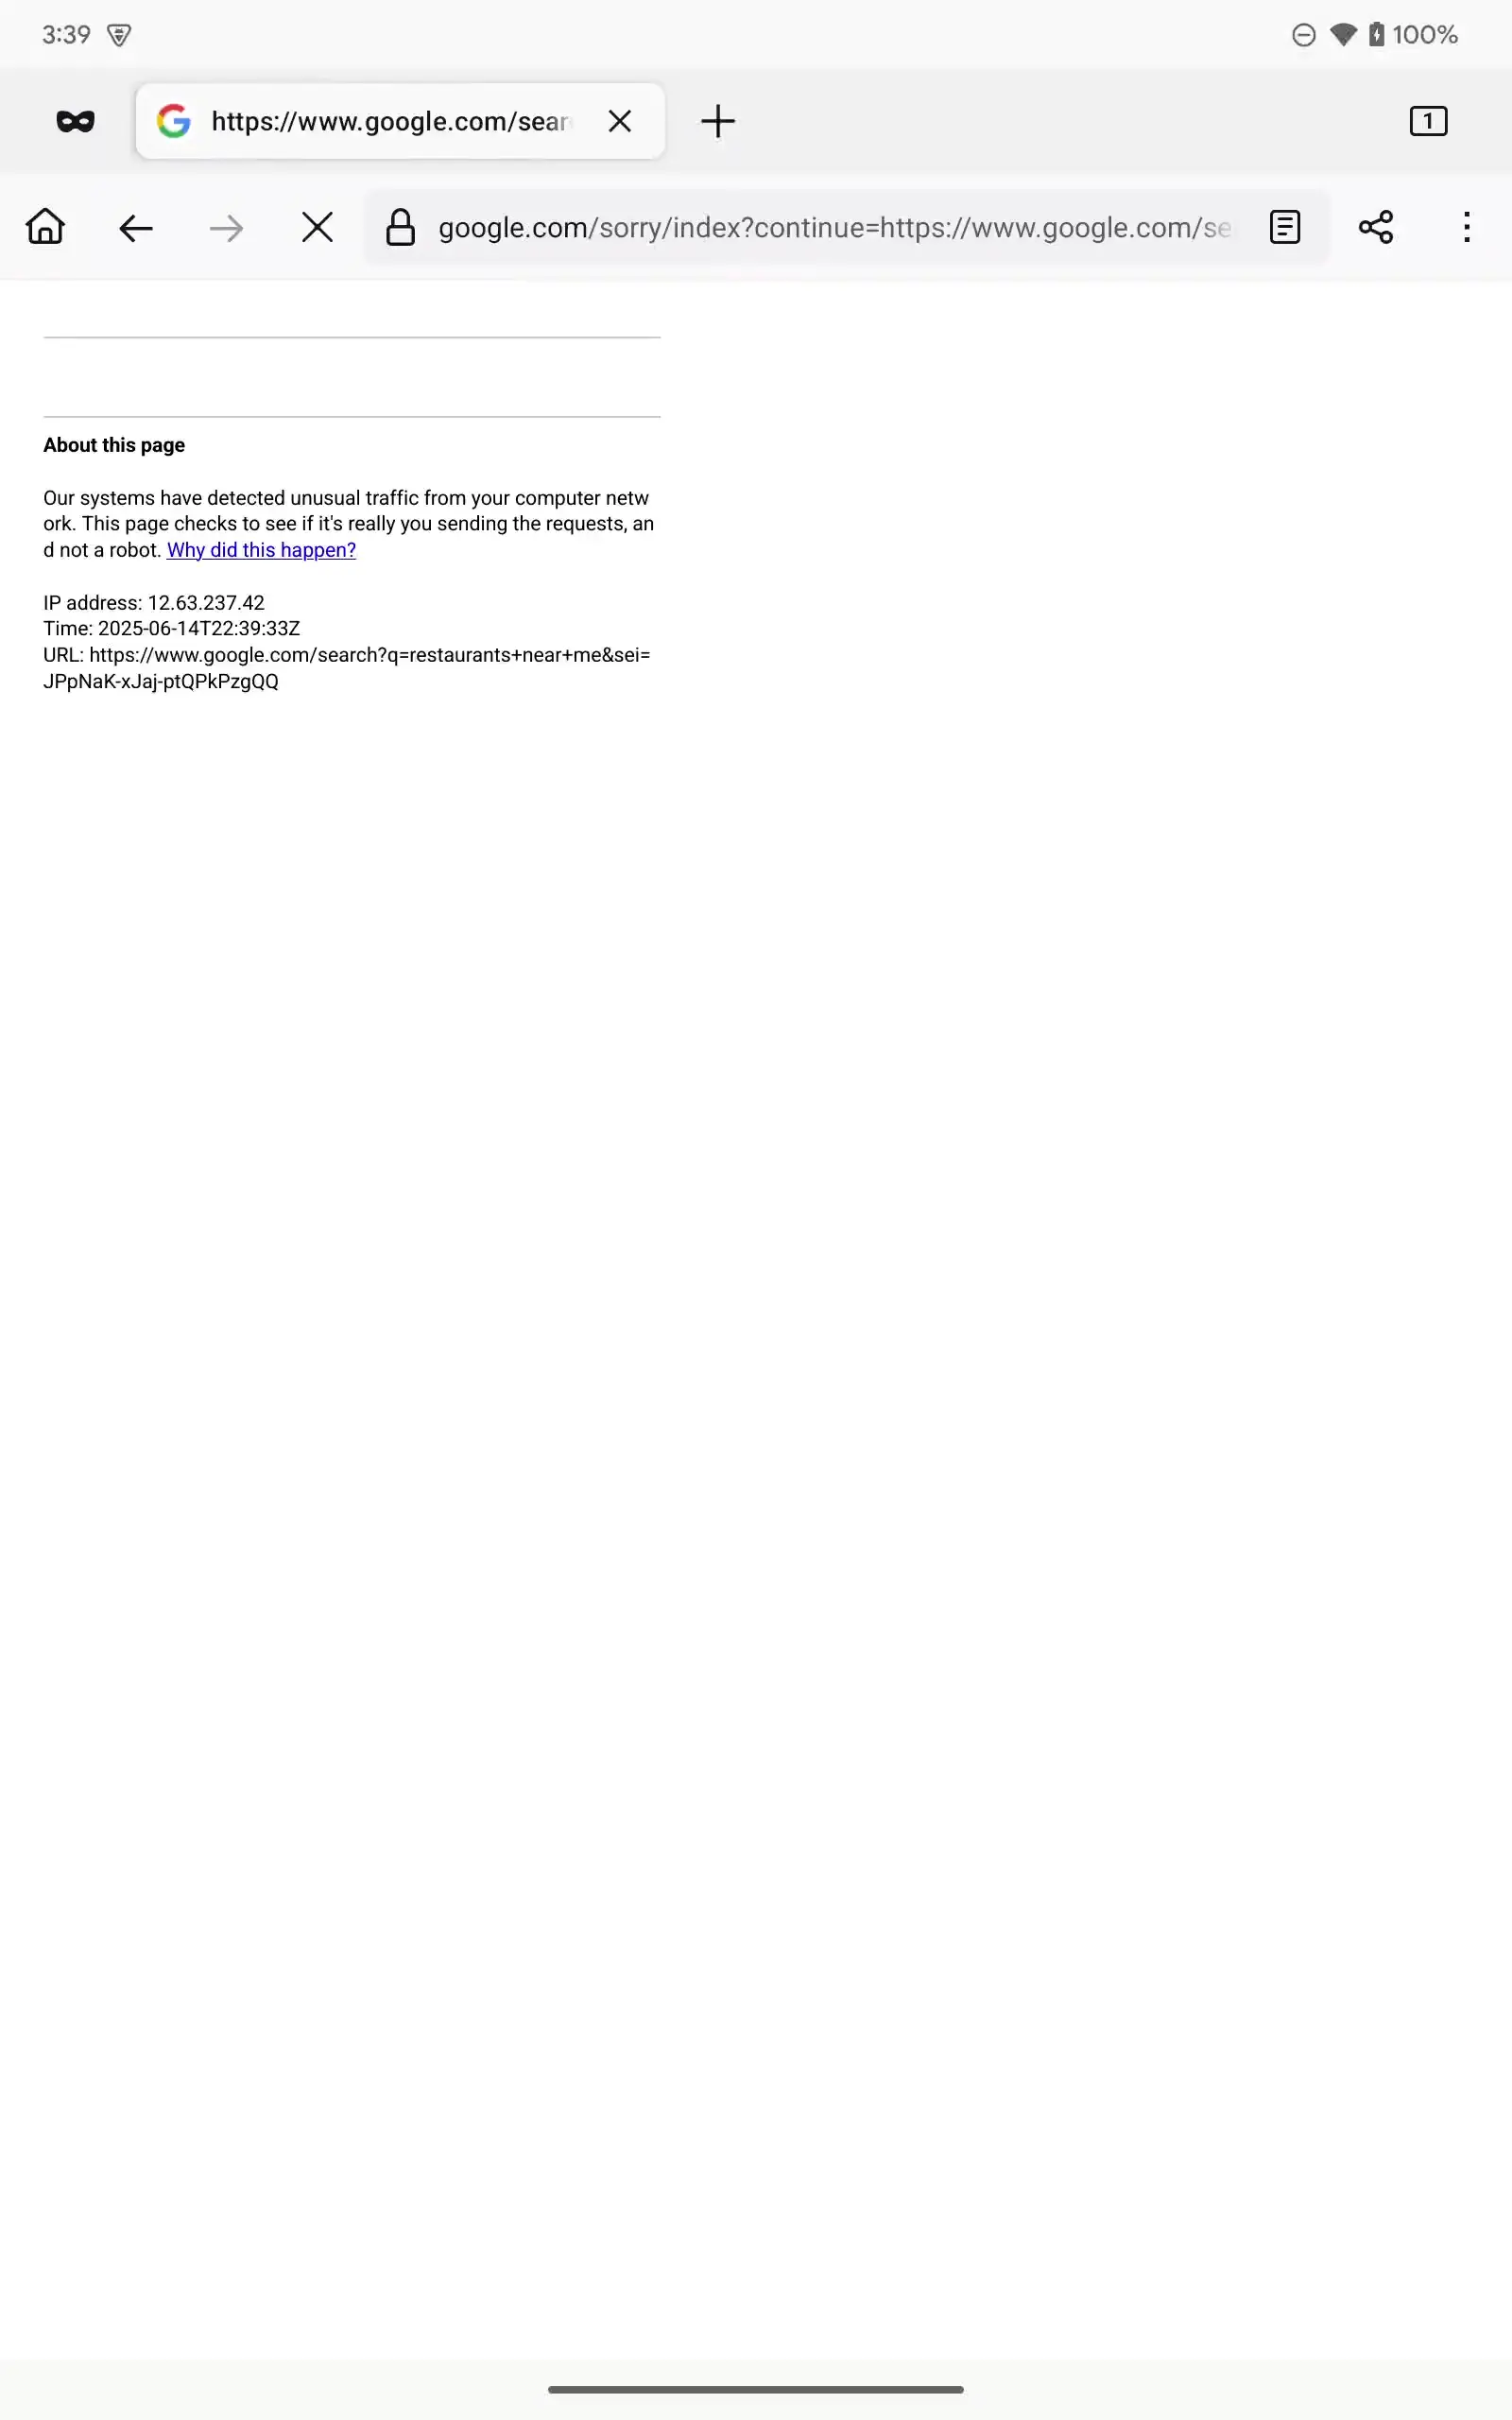 3:39
100%
https://www.google.com/sear
1
google.com/sorry/index?continue=https://www.google.com/se
About this page
Our systems have detected unusual traffic from your computer netw
ork. This page checks to see if it's really you sending the requests, an
d not a robot. Why did this happen?
IP address: 12.63.237.42
Time: 2025-06-14T22:39:33Z
URL: https://www.google.com/search?q=restaurants+near+me&sei=
JPpNaK-xJaj-ptQPkPzgQQ